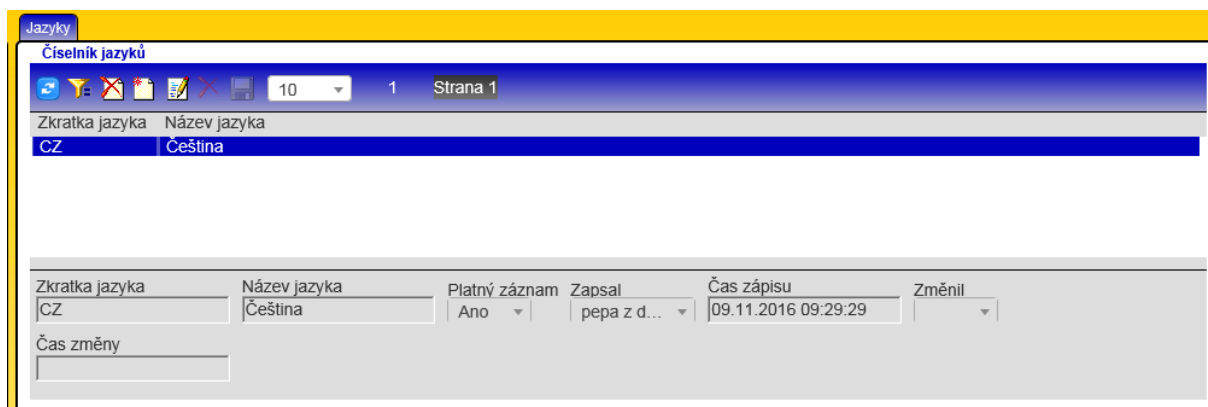 Jazyky
Číselník jazyků
10 1 Strana 1
Zkratka jazyka Název jazyka
CZ Čeština
Zkratka jazyka Název jazyka Platný záznam Zapsal Čas zápisu Změnil
CZ Čeština Ano pepa z d... 09.11.2016 09:29:29
Čas změny